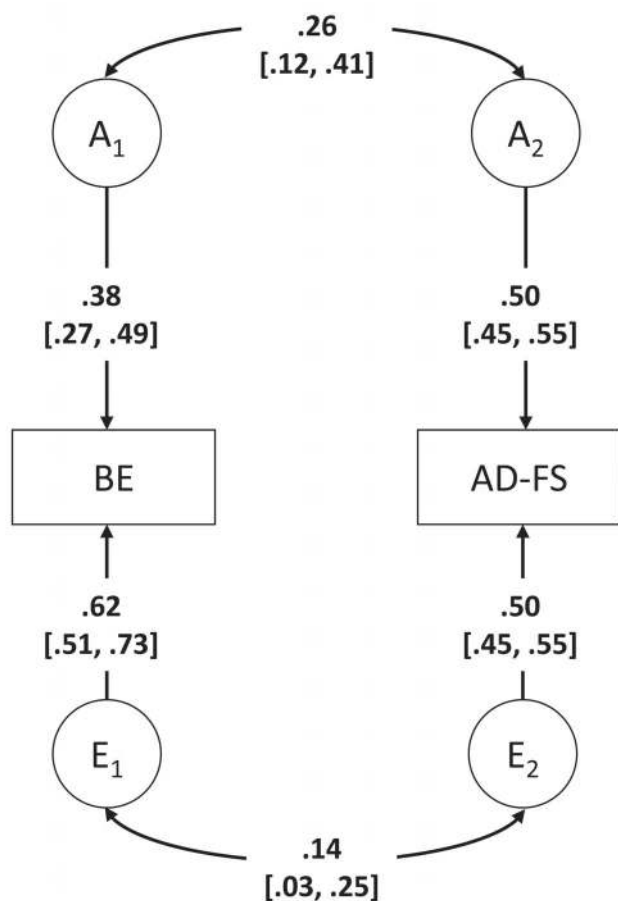 .26
[.12, .41]
A₁
A₂
.38
[.27, .49]
.50
[.45, .55]
BE
AD-FS
.62
[.51, .73]
.50
[.45, .55]
E₁
E₂
.14
[.03, .25]